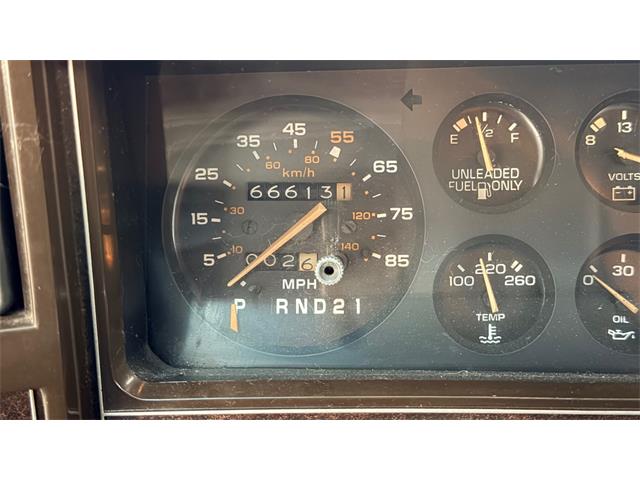 45
35
55
60
80
km/h
25
65
66613 1
30
120
75
15
10
140
5
0026
85
MPH
P RND21
E 1/2 F
UNLEADED
FUEL ONLY
8 13
VOLTS
220
100 260
TEMP
30
0
OIL